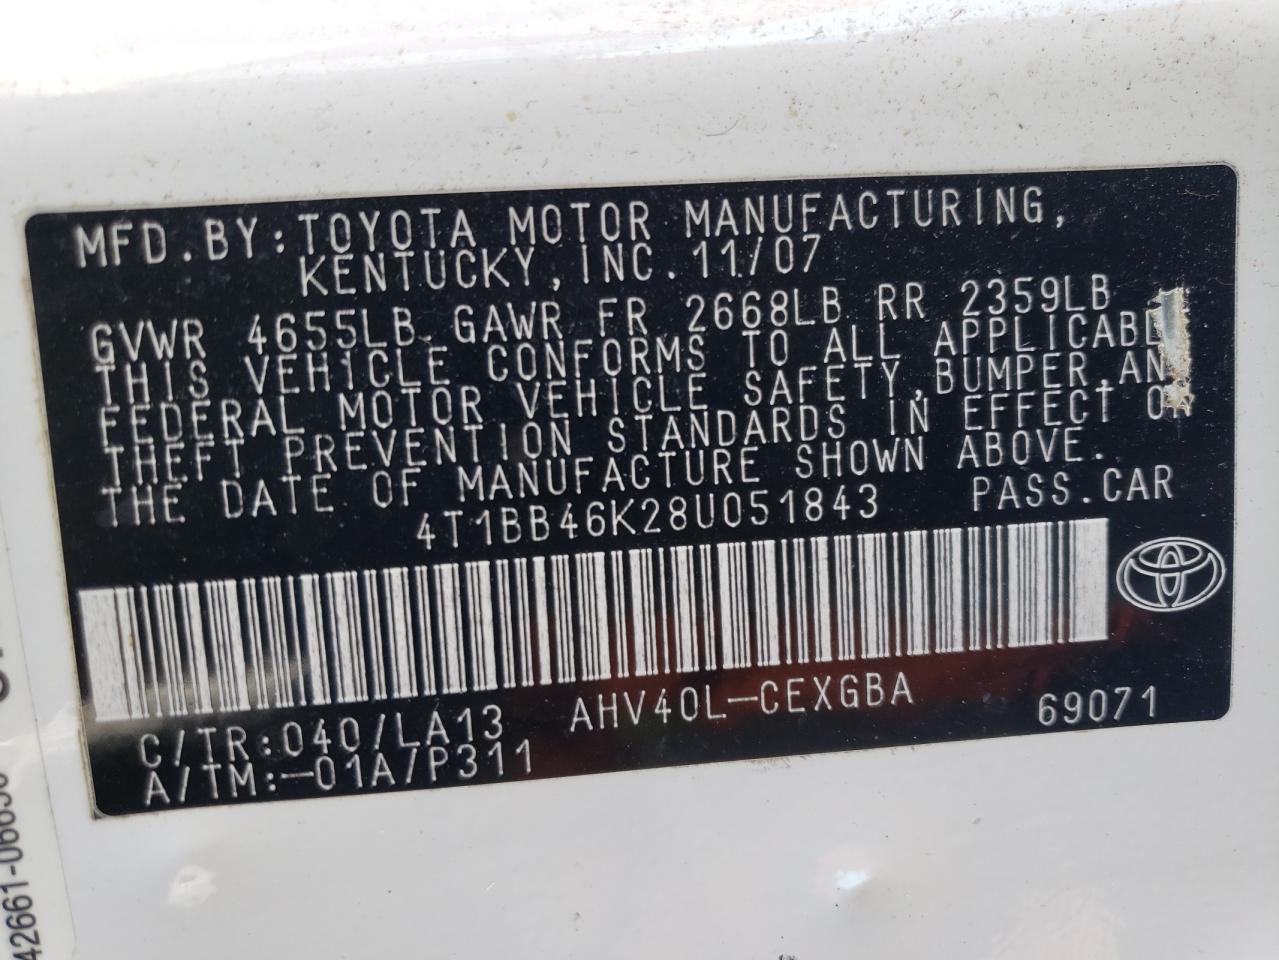 MFD.BY:TOYOTA MOTOR MANUFACTURING,
KENTUCKY,INC.11/07
GVWR 4655LB GAWR FR 2668LB RR 2359LB
THIS VEHICLE CONFORMS TO ALL APPLICABL
FEDERAL MOTOR VEHICLE SAFETY,BUMPER,AN
THEFT PREVENTION STANDARDS IN EFFECT ON
THE DATE OF MANUFACTURE SHOWN ABOVE.
4T1BB46K28U051843 PASS.CAR
C/TR:040/LA13 AHV40L-CEXGBA 69071
A/TM:-01A/P311